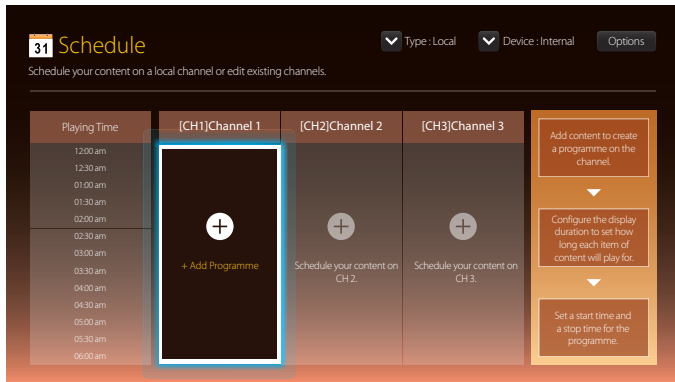 31 Schedule
Type : Local
Device : Internal
Options
Schedule your content on a local channel or edit existing channels.
Playing Time
[CH1]Channel 1
[CH2]Channel 2
[CH3]Channel 3
12:00 am
12:30 am
01:00 am
01:30 am
02:00 am
02:30 am
03:00 am
03:30 am
04:00 am
04:30 am
05:00 am
05:30 am
06:00 am
+ Add Programme
Schedule your content on
CH 2.
Schedule your content on
CH 3.
Add content to create
a programme on the
channel.
Configure the display
duration to set how
long each item of
content will play for.
Set a start time and
a stop time for the
programme.